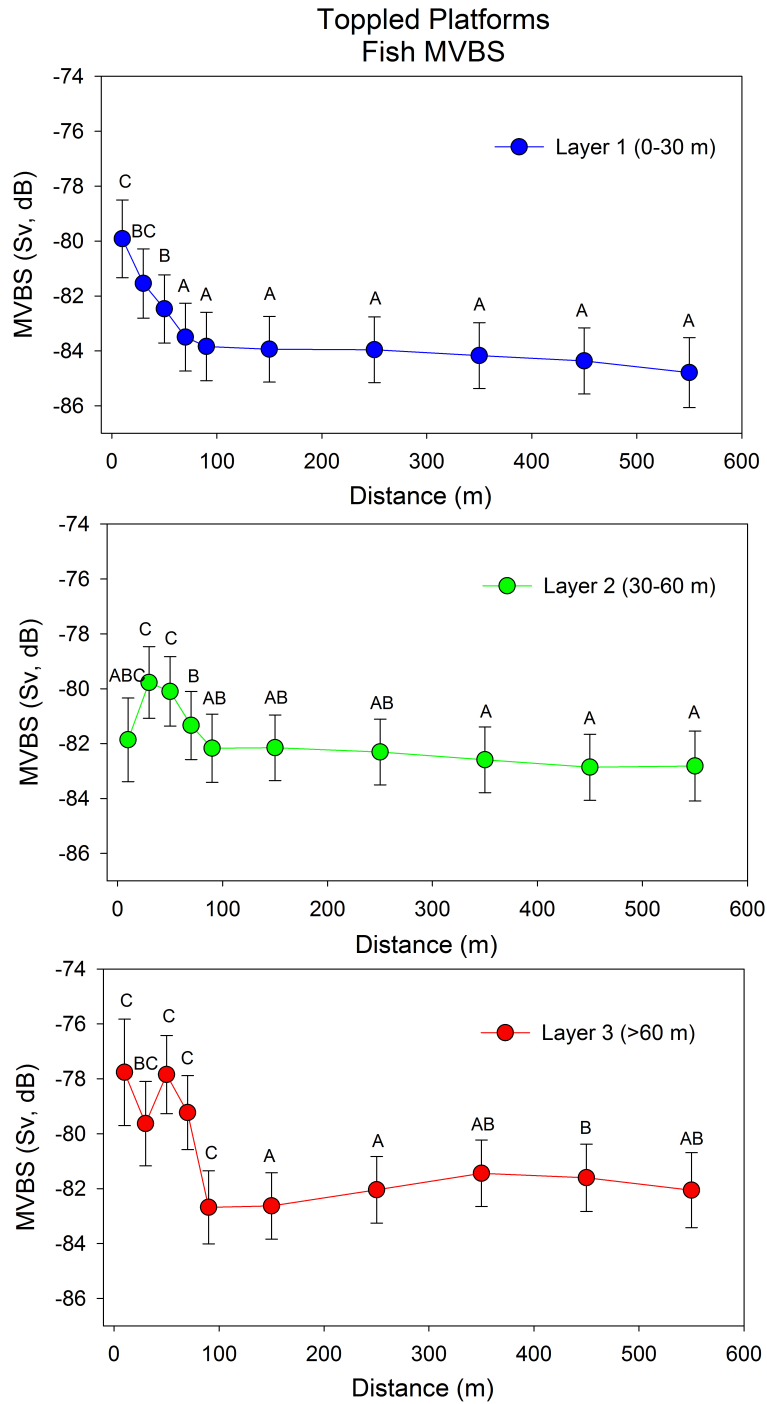 Toppled Platforms
Fish MVBS
-74
-76
-78
-80
-82
-84
-86
MVBS (Sv, dB)
Layer 1 (0-30 m)
C
BC
B
A
A
A
A
A
A
A
0
100
200
300
400
500
600
Distance (m)
-74
-76
-78
-80
-82
-84
-86
MVBS (Sv, dB)
Layer 2 (30-60 m)
ABC
C
C
B
AB
AB
AB
A
A
A
0
100
200
300
400
500
600
Distance (m)
-74
-76
-78
-80
-82
-84
-86
MVBS (Sv, dB)
Layer 3 (>60 m)
C
BC
C
C
C
A
A
AB
B
AB
0
100
200
300
400
500
600
Distance (m)